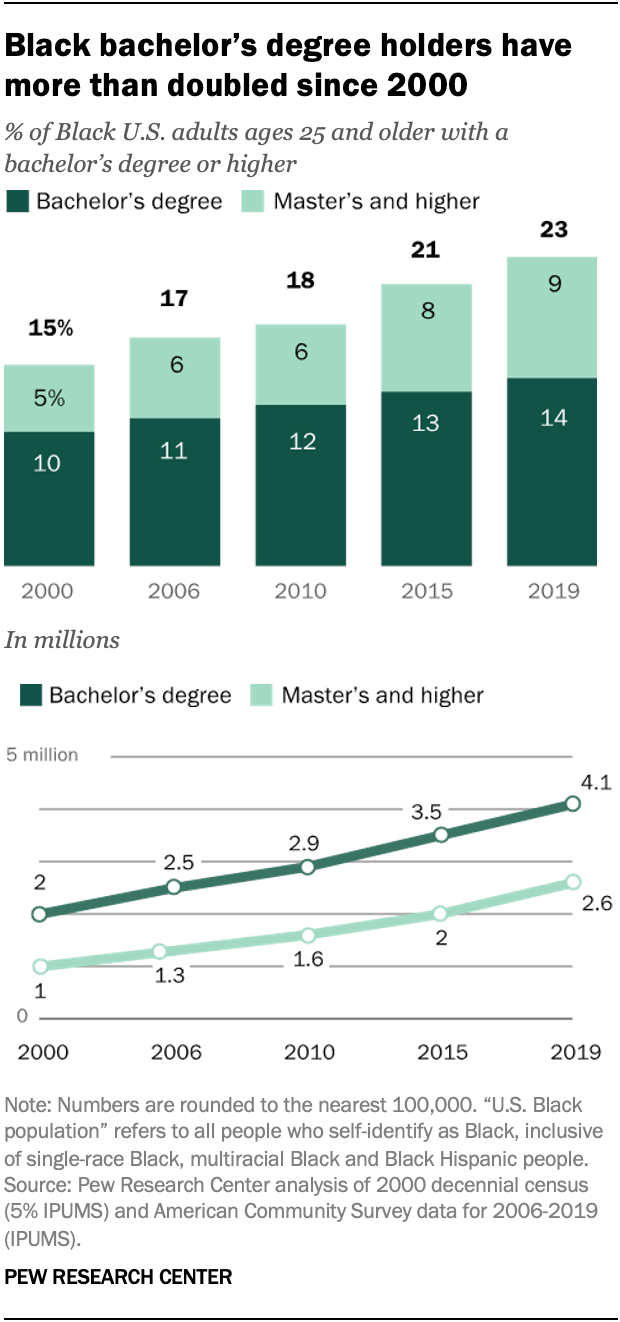 Black bachelor's degree holders have
more than doubled since 2000
% of Black U.S. adults ages 25 and older with a
bachelor's degree or higher
Bachelor's degree Master's and higher
15% 17 18 21 23
5% 6 6 8 9
10 11 12 13 14
2000 2006 2010 2015 2019
In millions
Bachelor's degree Master's and higher
5 million
2 2.5 2.9 3.5 4.1
1 1.3 1.6 2 2.6
0
2000 2006 2010 2015 2019
Note: Numbers are rounded to the nearest 100,000. “U.S. Black
population” refers to all people who self-identify as Black, inclusive
of single-race Black, multiracial Black and Black Hispanic people.
Source: Pew Research Center analysis of 2000 decennial census
(5% IPUMS) and American Community Survey data for 2006-2019
(IPUMS).
PEW RESEARCH CENTER